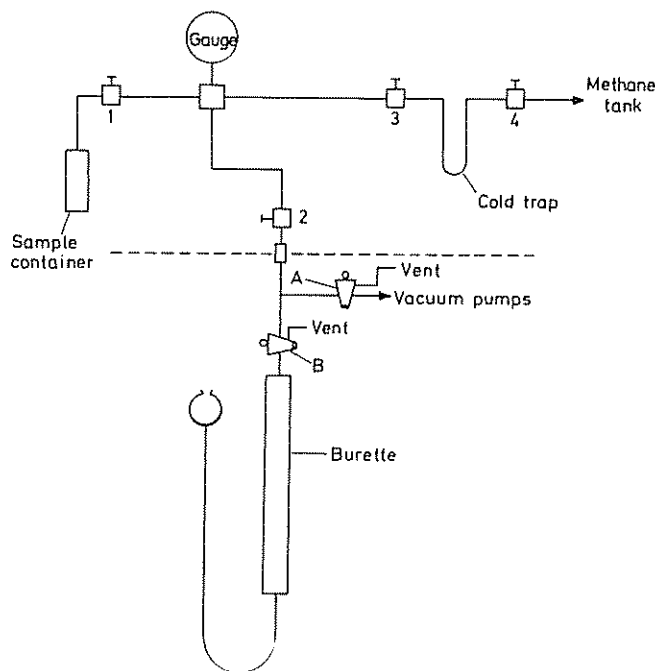 Gauge
Methane
tank
1
3
4
Cold trap
2
Sample
container
A
Vent
Vacuum pumps
Vent
B
Burette